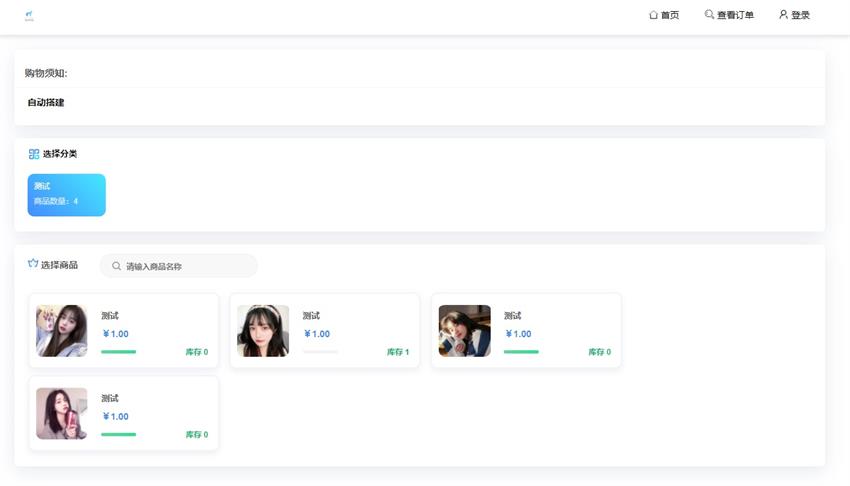 首页
查看订单
登录
购物须知:
自动搭建
选择分类
测试
商品数量：4
选择商品
请输入商品名称
测试
￥1.00
库存 0
测试
￥1.00
库存 1
测试
￥1.00
库存 0
测试
￥1.00
库存 0